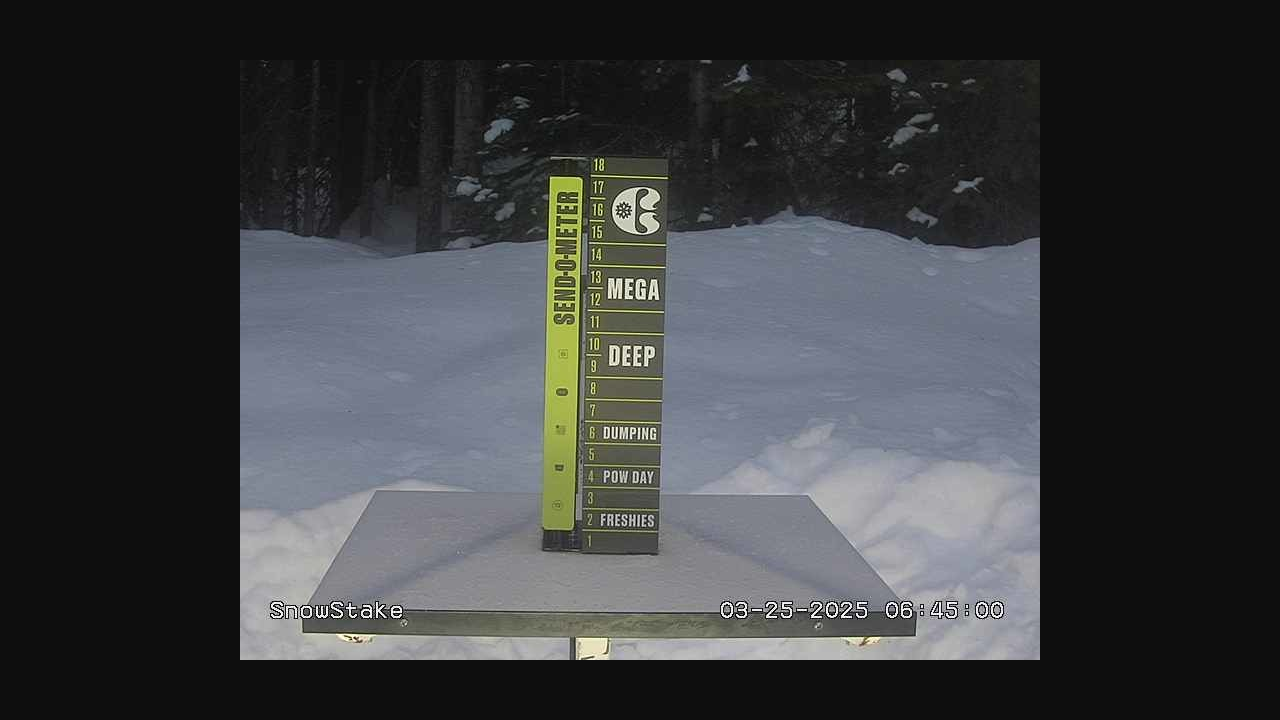 SEND-O-METER
18
17
16
15
14
13
12
MEGA
11
10
9
DEEP
8
7
6 DUMPING
5
4 POW DAY
3
2 FRESHIES
1
SnowStake
03-25-2025 06:45:00